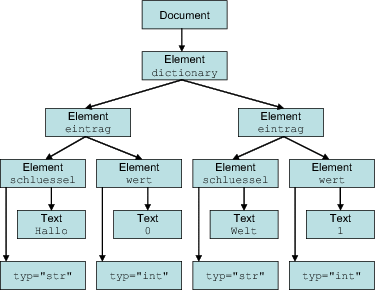 Document
Element
dictionary
Element
eintrag
Element
eintrag
Element
schluessel
Element
wert
Element
schluessel
Element
wert
Text
Hallo
Text
0
Text
Welt
Text
1
typ="str"
typ="int"
typ="str"
typ="int"